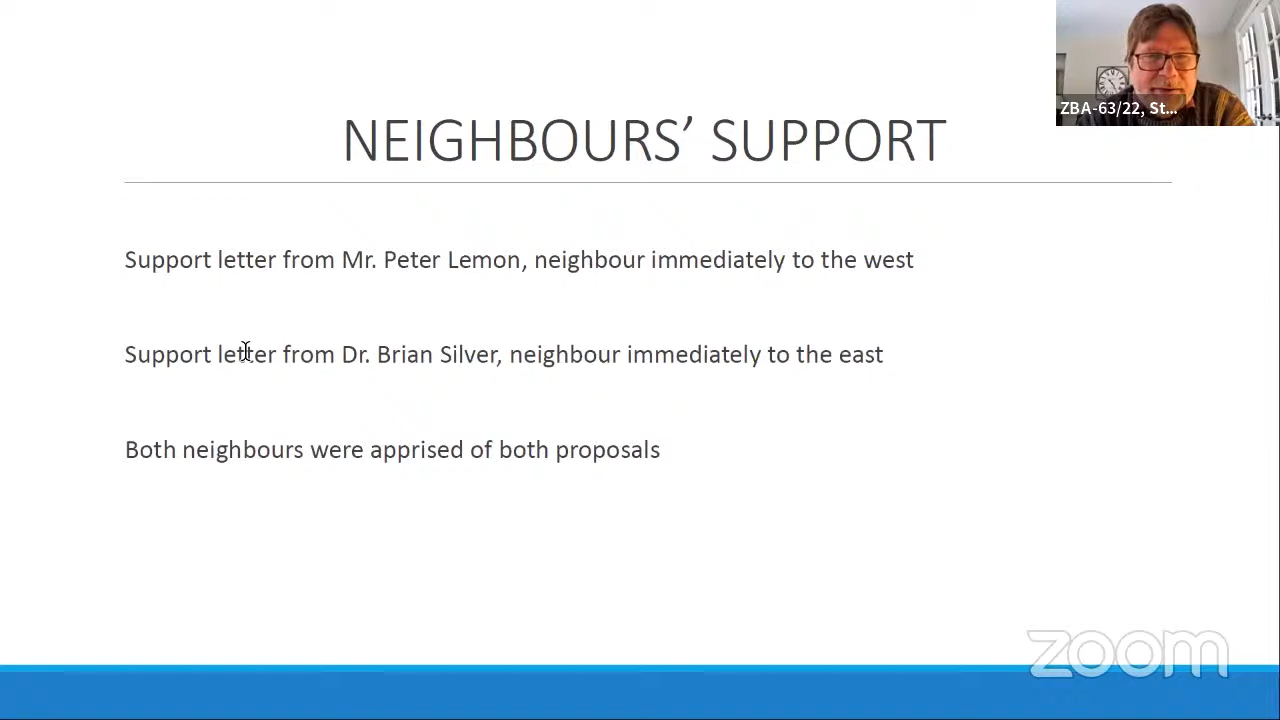 ZBA-63/22, St...
NEIGHBOURS’ SUPPORT
Support letter from Mr. Peter Lemon, neighbour immediately to the west
Support letter from Dr. Brian Silver, neighbour immediately to the east
Both neighbours were apprised of both proposals
zoom